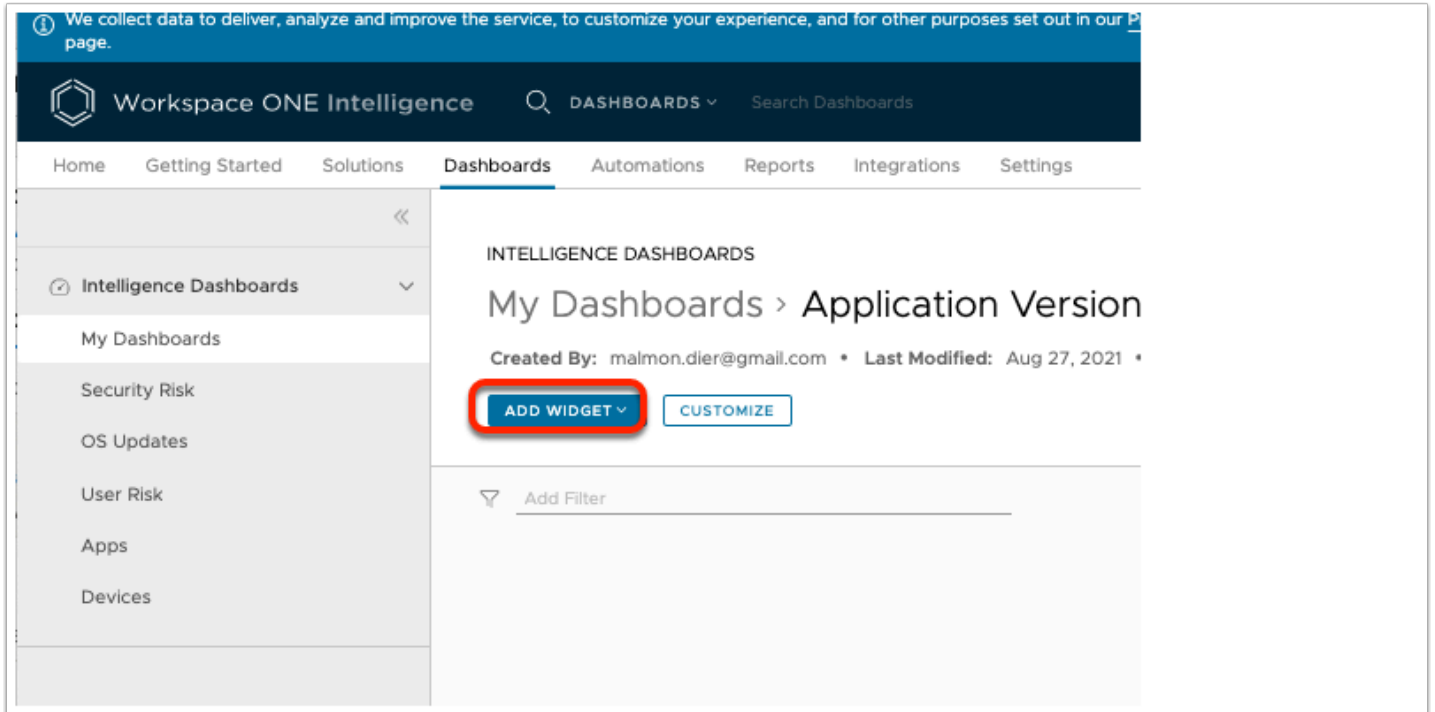 We collect data to deliver, analyze and improve the service, to customize your experience, and for other purposes set out in our
page.
Workspace ONE Intelligence DASHBOARDS Search Dashboards
Home Getting Started Solutions Dashboards Automations Reports Integrations Settings
INTELLIGENCE DASHBOARDS
My Dashboards > Application Version
Created By: malmon.dier@gmail.com • Last Modified: Aug 27, 2021 •
ADD WIDGET CUSTOMIZE
Add Filter
Intelligence Dashboards
My Dashboards
Security Risk
OS Updates
User Risk
Apps
Devices